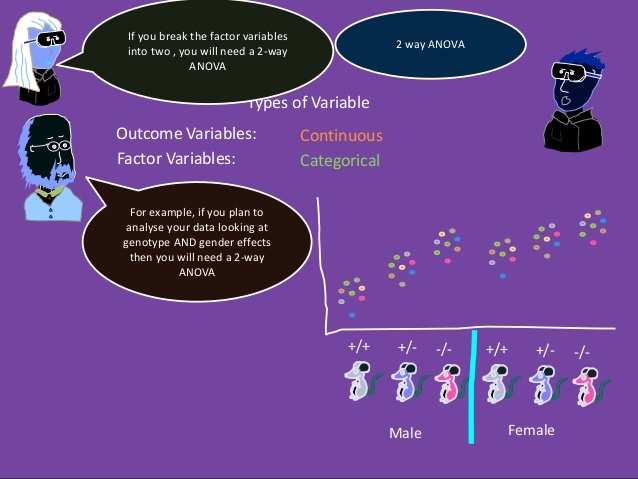 If you break the factor variables
into two , you will need a 2-way
ANOVA
2 way ANOVA
Types of Variable
Outcome Variables:
Continuous
Factor Variables:
Categorical
For example, if you plan to
analyse your data looking at
genotype AND gender effects
then you will need a 2-way
ANOVA
+/+ +/- -/- +/+ +/- -/-
Male
Female